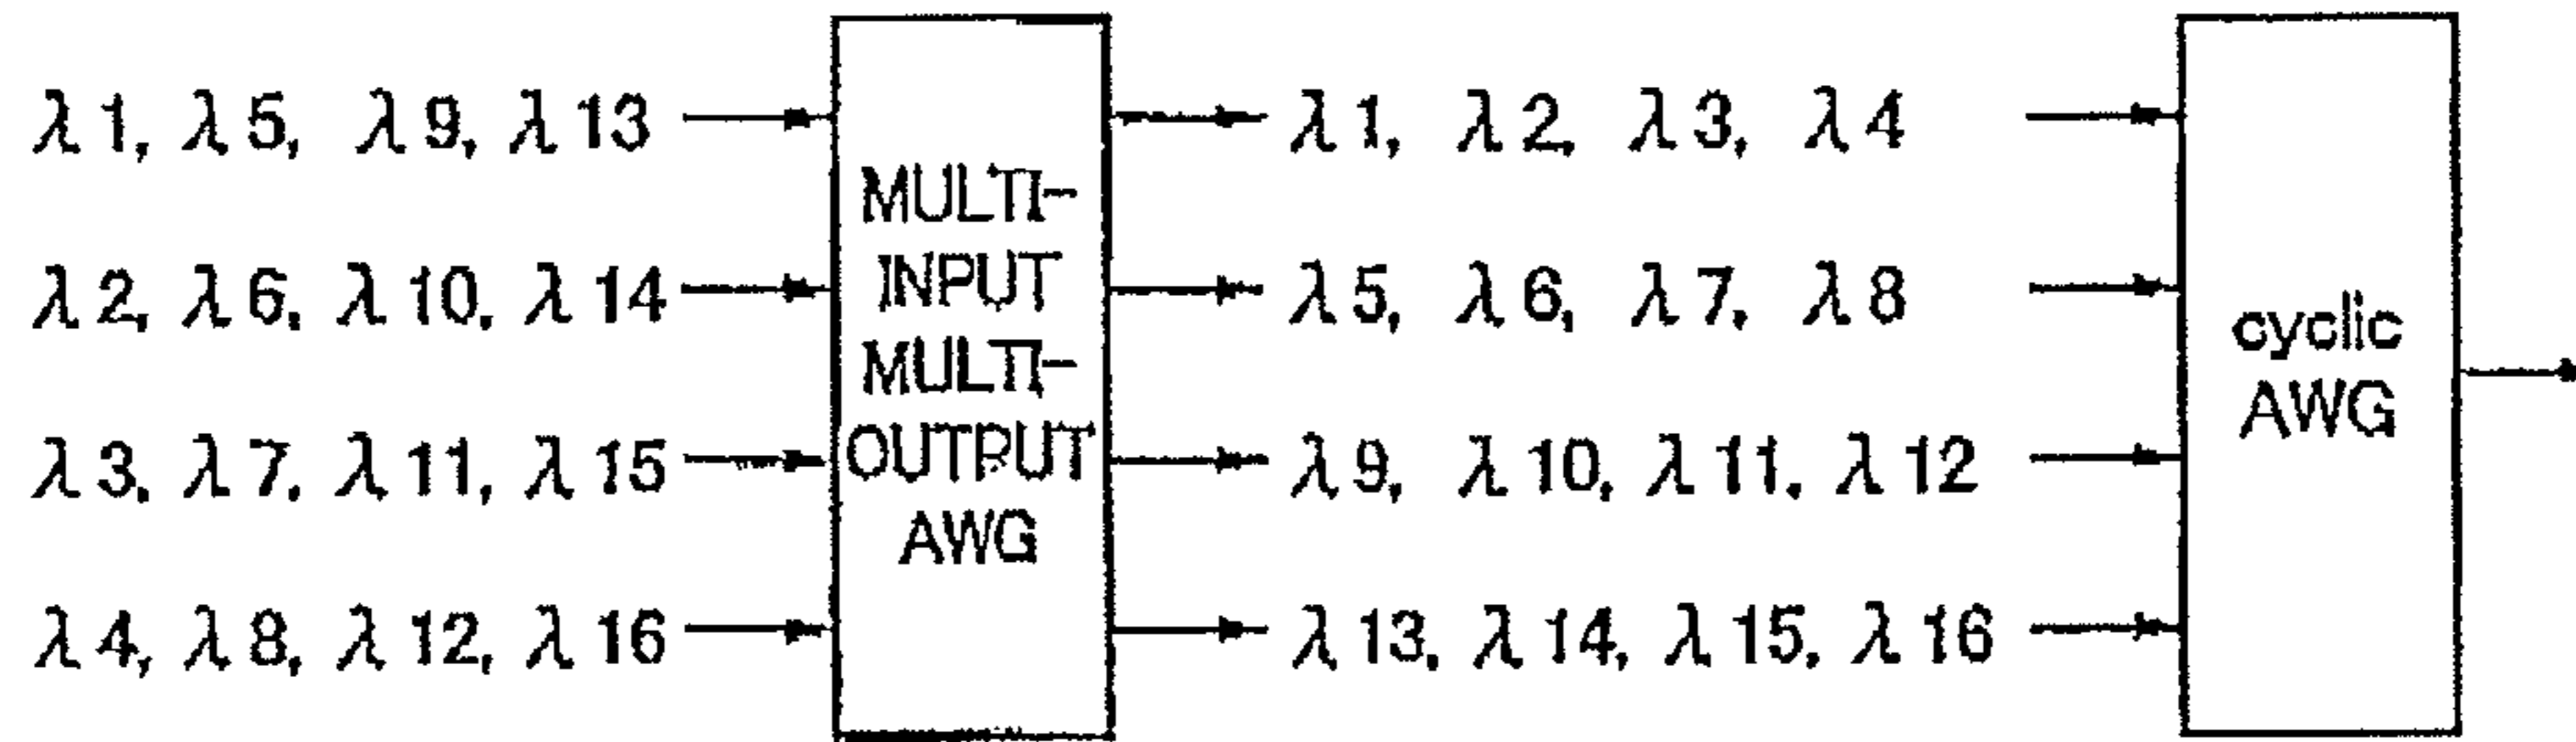 λ1, λ5, λ9, λ13
λ2, λ6, λ10, λ14
λ3, λ7, λ11, λ15
λ4, λ8, λ12, λ16
MULTI-
INPUT
MULTI-
OUTPUT
AWG
λ1, λ2, λ3, λ4
λ5, λ6, λ7, λ8
λ9, λ10, λ11, λ12
λ13, λ14, λ15, λ16
cyclic
AWG